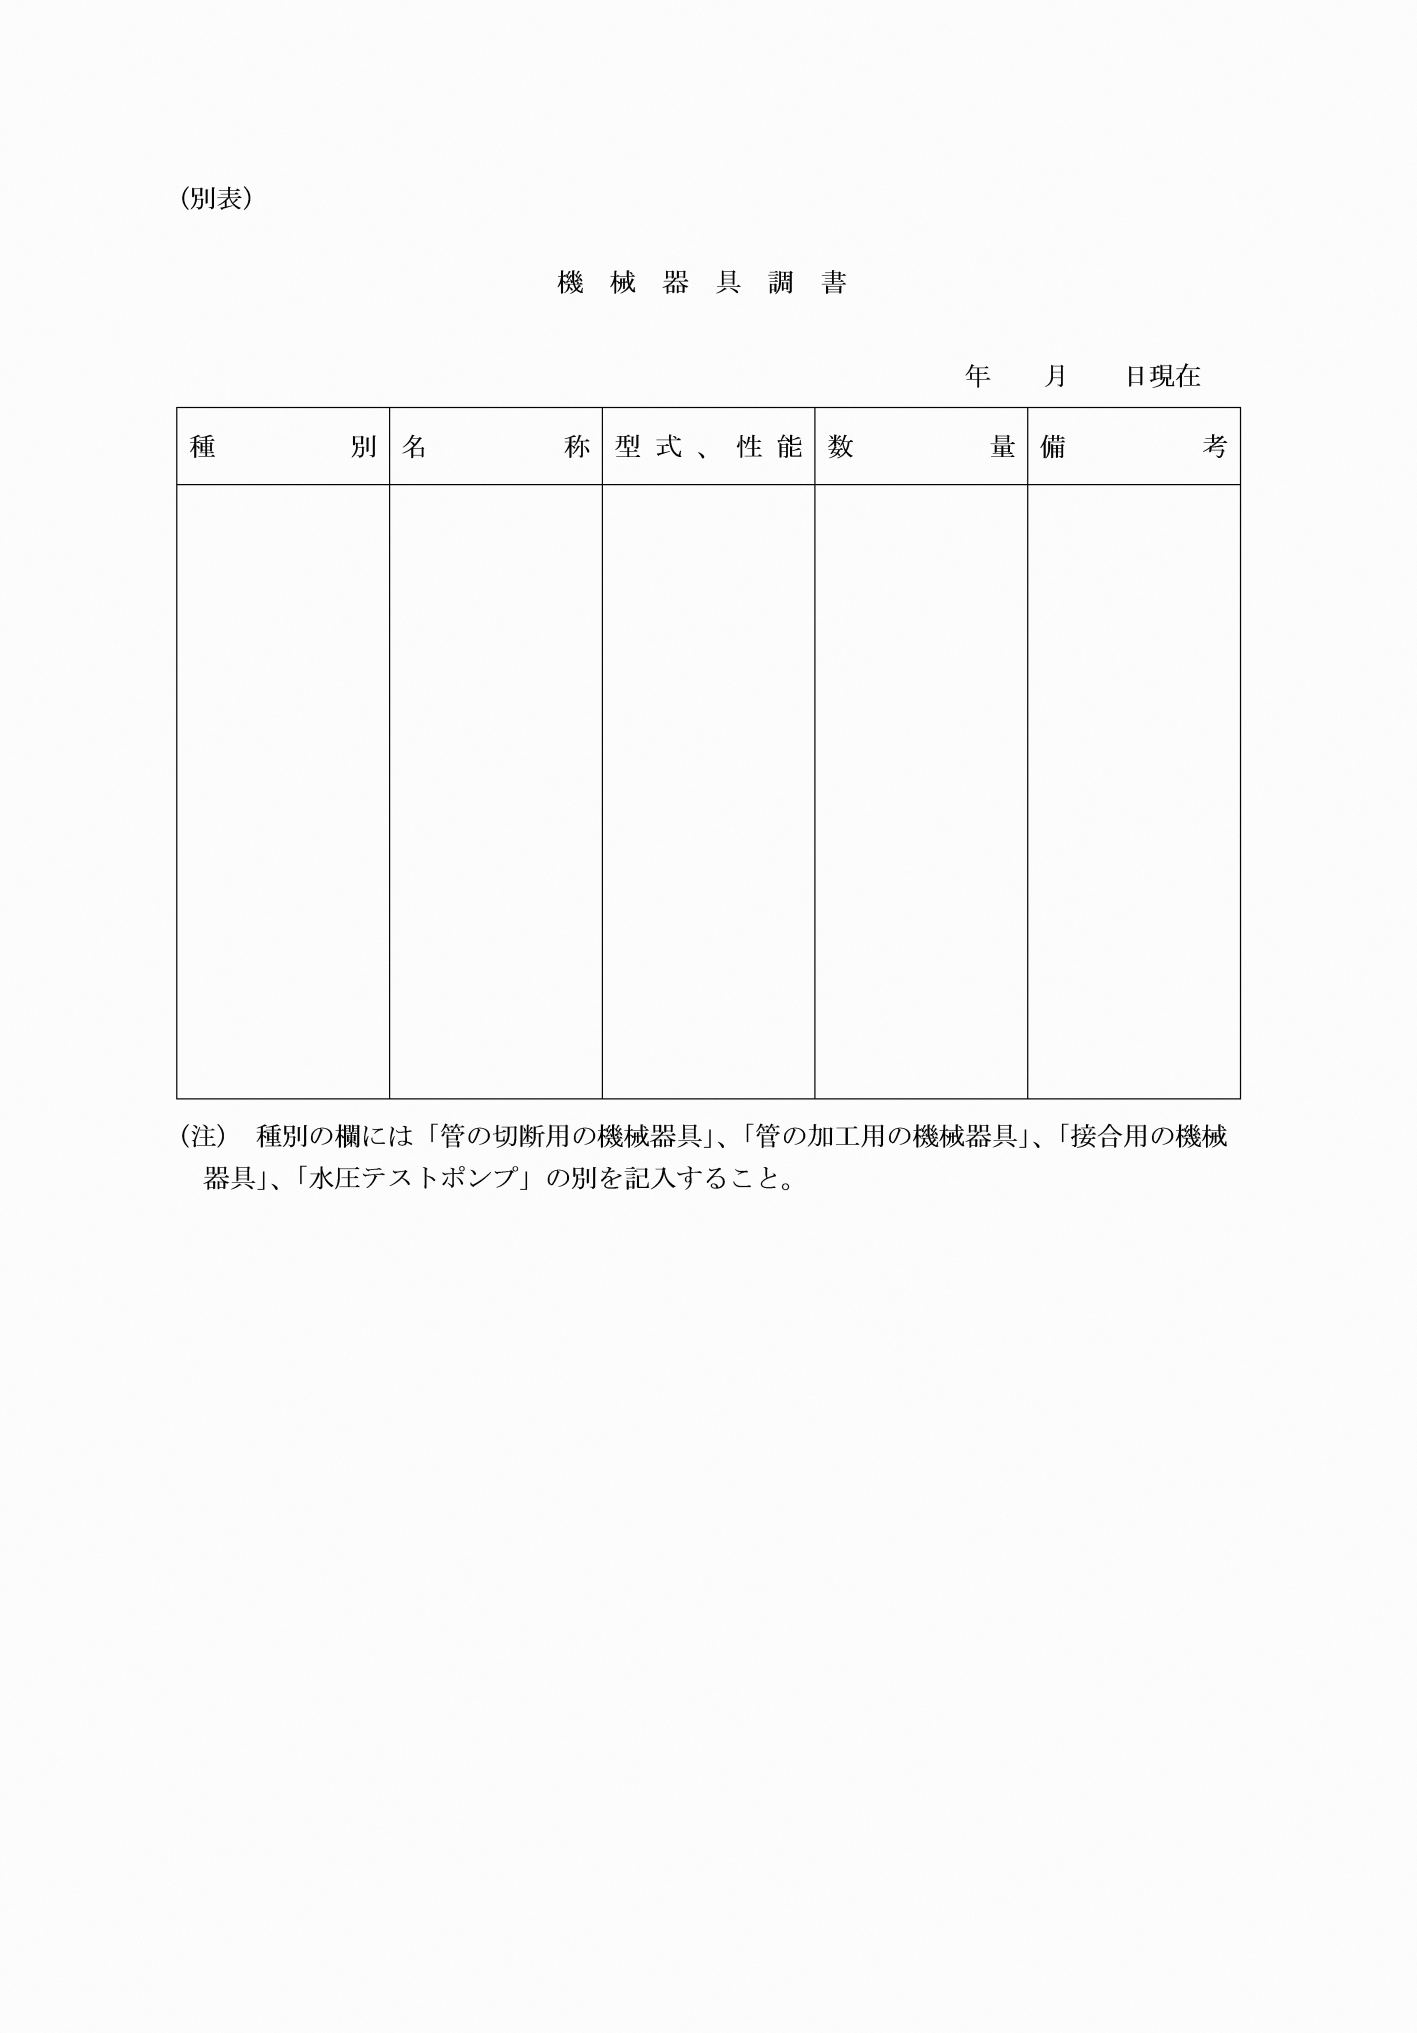 （別表）
機　械　器　具　調　書
年　　月　　日現在
種　別　名　称　型式、性能　数　量　備　考
（注）　種別の欄には「管の切断用の機械器具」、「管の加工用の機械器具」、「接合用の機械
器具」、「水圧テストポンプ」の別を記入すること。